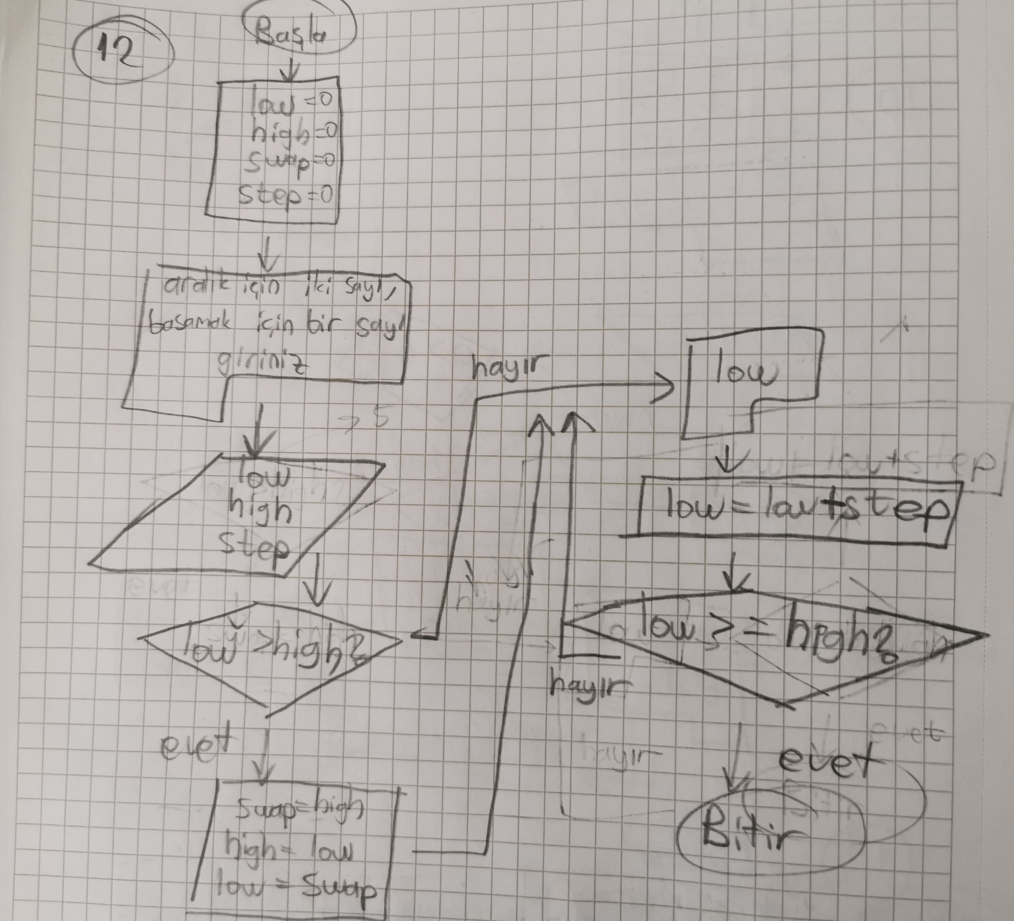 12
Başla
low=0
high=0
swap=0
step=0
aralık için iki sayı,
basamak için bir sayı
giriniz
low
high
step
low >high?
evet
swap=high
high= low
low = swap
hayır
low
low = low+step
low >= high?
hayır
evet
Bitir